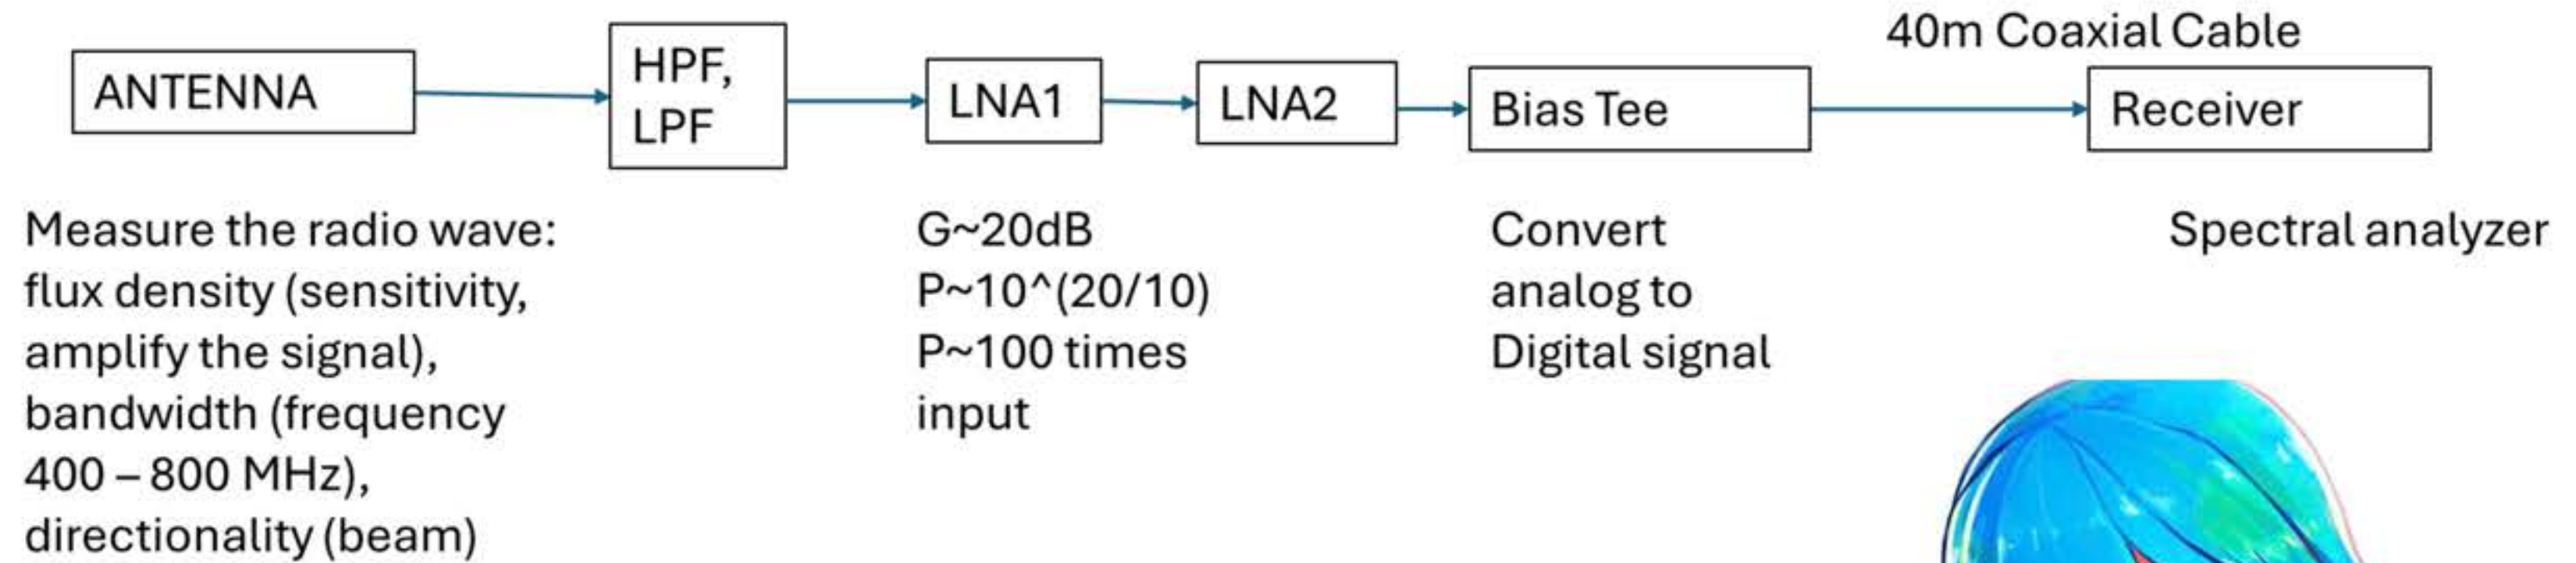 40m Coaxial Cable
ANTENNA
HPF,
LPF
LNA1
LNA2
Bias Tee
Receiver
Measure the radio wave:
flux density (sensitivity,
amplify the signal),
bandwidth (frequency
400 – 800 MHz),
directionality (beam)
G~20dB
P~10^(20/10)
P~100 times
input
Convert
analog to
Digital signal
Spectral analyzer